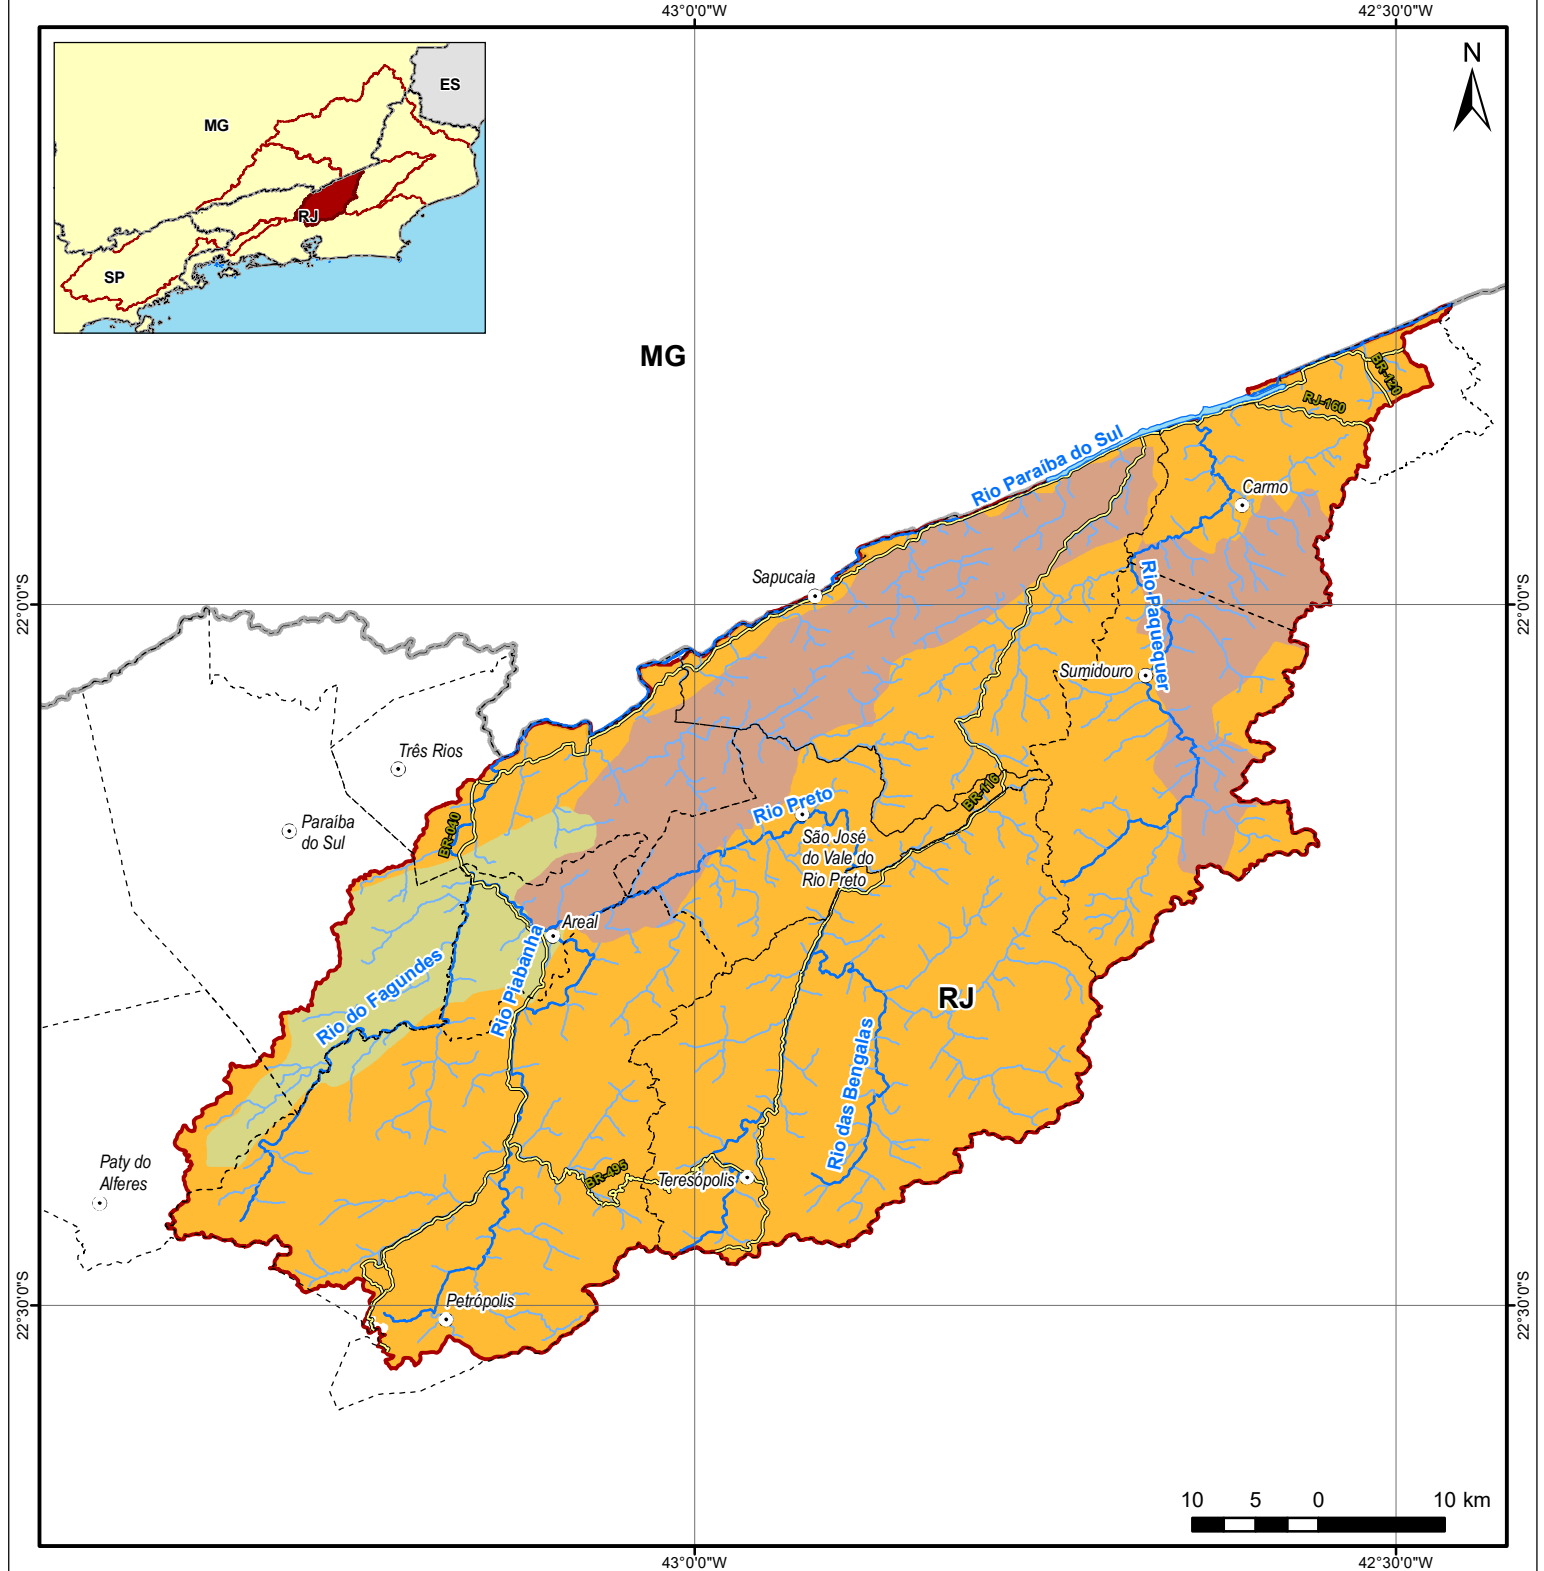 43°0'0"W
42°30'0"W
N
ES
MG
RJ
SP
MG
BR-120
RJ-160
Rio Paraíba do Sul
Carmo
Sapucaia
22°0'0"S
22°0'0"S
Rio Paquequer
Sumidouro
Três Rios
BR-116
Rio Preto
Paraíba
do Sul
BR-040
São José
do Vale do
Rio Preto
Areal
Rio Piabanha
Rio do Fagundes
RJ
Rio das Bengalas
Paty do
Alferes
BR-495
Teresópolis
22°30'0"S
22°30'0"S
Petrópolis
10 5 0 10 km
43°0'0"W
42°30'0"W